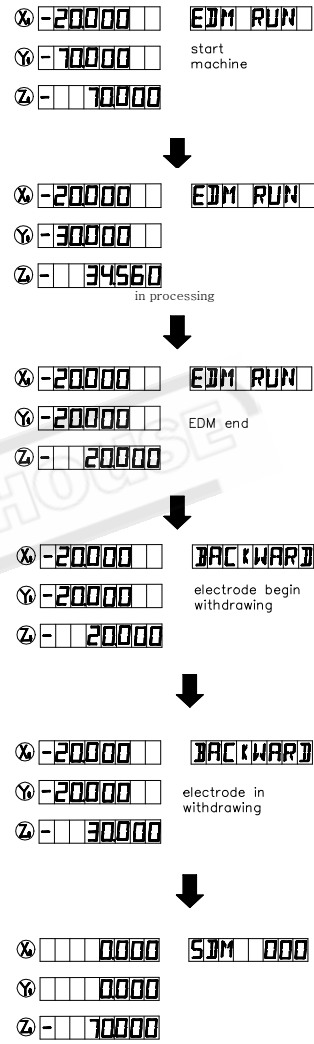 X -20.000 EDM RUN
Y -70.000 start
machine
Z - 70.000
X -20.000 EDM RUN
Y -30.000
Z - 34.560
in processing
X -20.000 EDM RUN
Y -20.000 EDM end
Z - 20.000
X -20.000 BACKWARD
Y -20.000 electrode begin
withdrawing
Z - 20.000
X -20.000 BACKWARD
Y -20.000 electrode in
withdrawing
Z - 30.000
X 0.000 SDM 000
Y 0.000
Z - 70.000
HOUSE